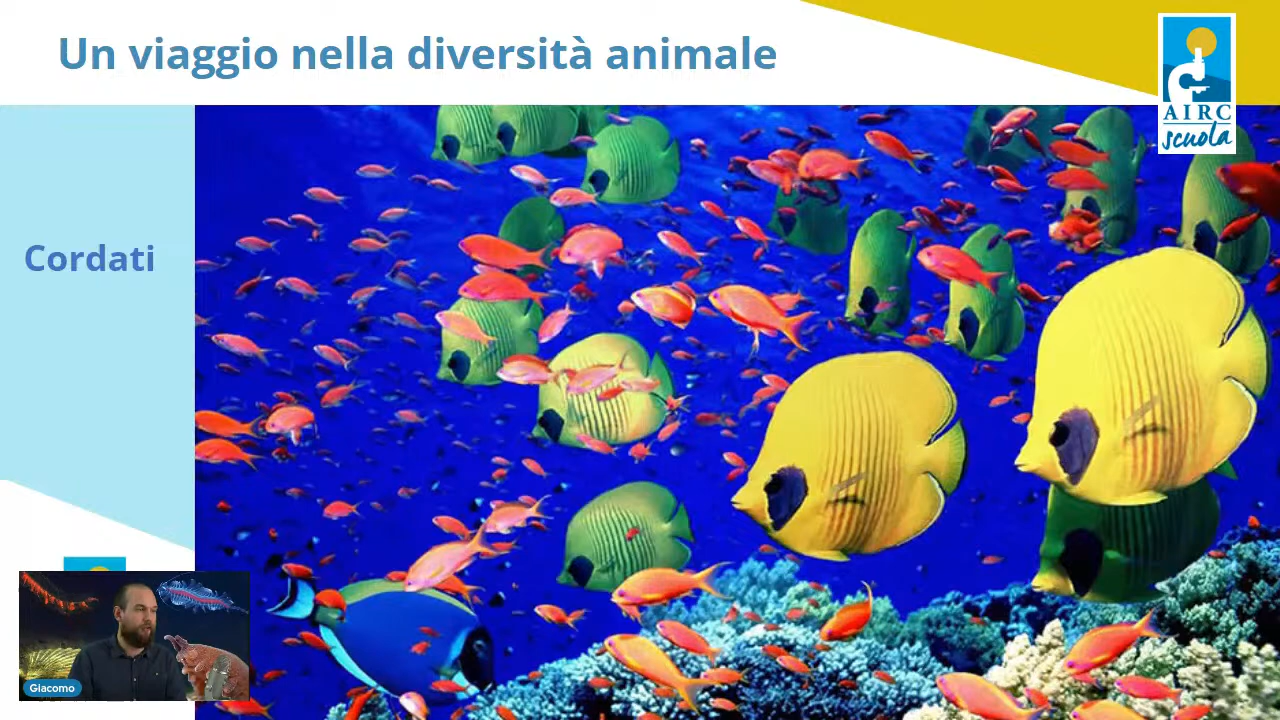 Un viaggio nella diversità animale
AIRC
scuola
Cordati
Giacomo